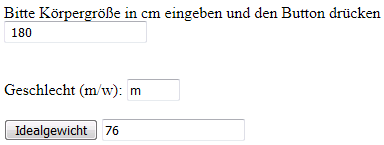 Bitte Körpergröße in cm eingeben und den Button drücken
180
Geschlecht (m/w): m
Idealgewicht 76